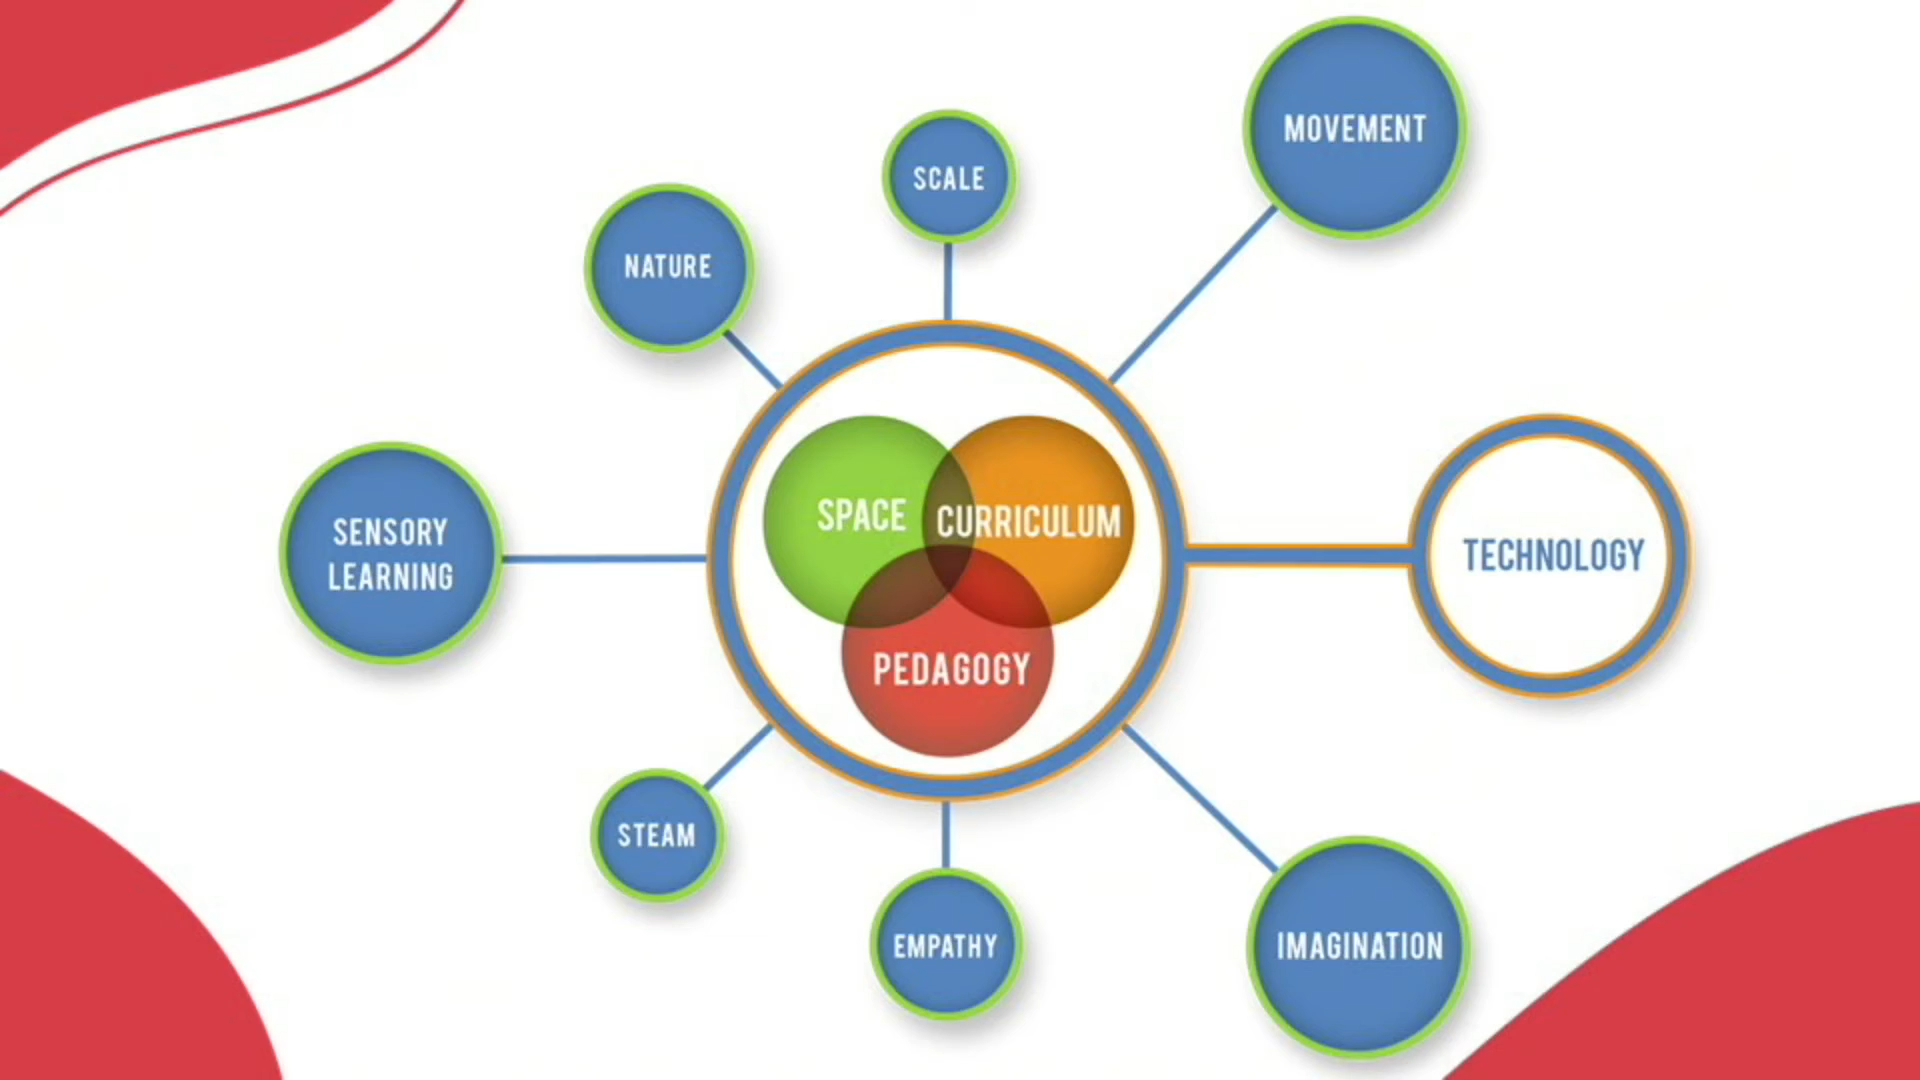 MOVEMENT
SCALE
NATURE
SPACE
CURRICULUM
SENSORY
LEARNING
TECHNOLOGY
PEDAGOGY
STEAM
EMPATHY
IMAGINATION